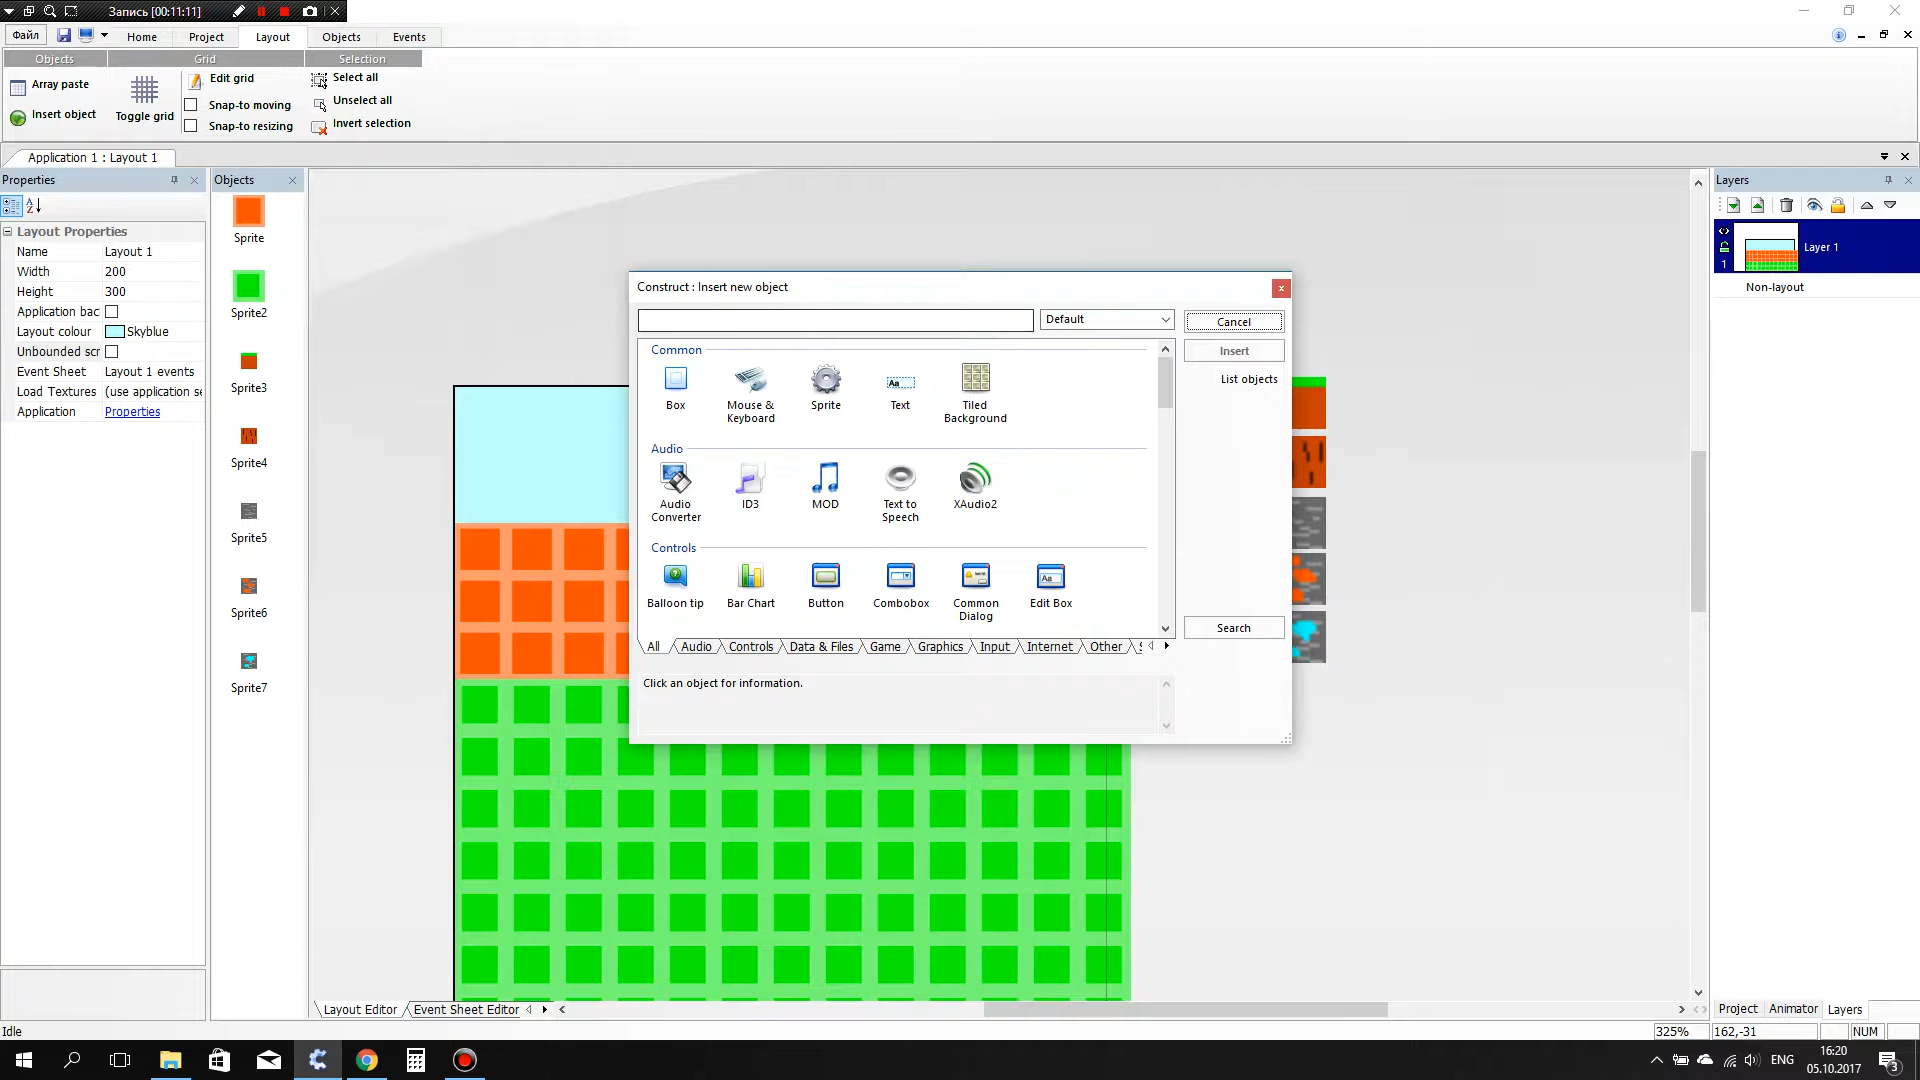 Запись [00:11:11]
Файл
Home
Project
Layout
Objects
Events
Objects
Grid
Selection
Array paste
Insert object
Toggle grid
Edit grid
Snap-to moving
Snap-to resizing
Select all
Unselect all
Invert selection
Application 1 : Layout 1
Properties
Layout Properties
Name Layout 1
Width 200
Height 300
Application bac
Layout colour Skyblue
Unbounded scr
Event Sheet Layout 1 events
Load Textures (use application se
Application Properties
Objects
Sprite
Sprite2
Sprite3
Sprite4
Sprite5
Sprite6
Sprite7
Construct : Insert new object
Default
Cancel
Insert
List objects
Search
Common
Box
Mouse &
Keyboard
Sprite
Text
Tiled
Background
Audio
Audio
Converter
ID3
MOD
Text to
Speech
XAudio2
Controls
Balloon tip
Bar Chart
Button
Combobox
Common
Dialog
Edit Box
All
Audio
Controls
Data & Files
Game
Graphics
Input
Internet
Other
Click an object for information.
Layers
Layer 1
1
Non-layout
Layout Editor
Event Sheet Editor
Project
Animator
Layers
Idle
325%
162,-31
NUM
ENG
16:20
05.10.2017
3